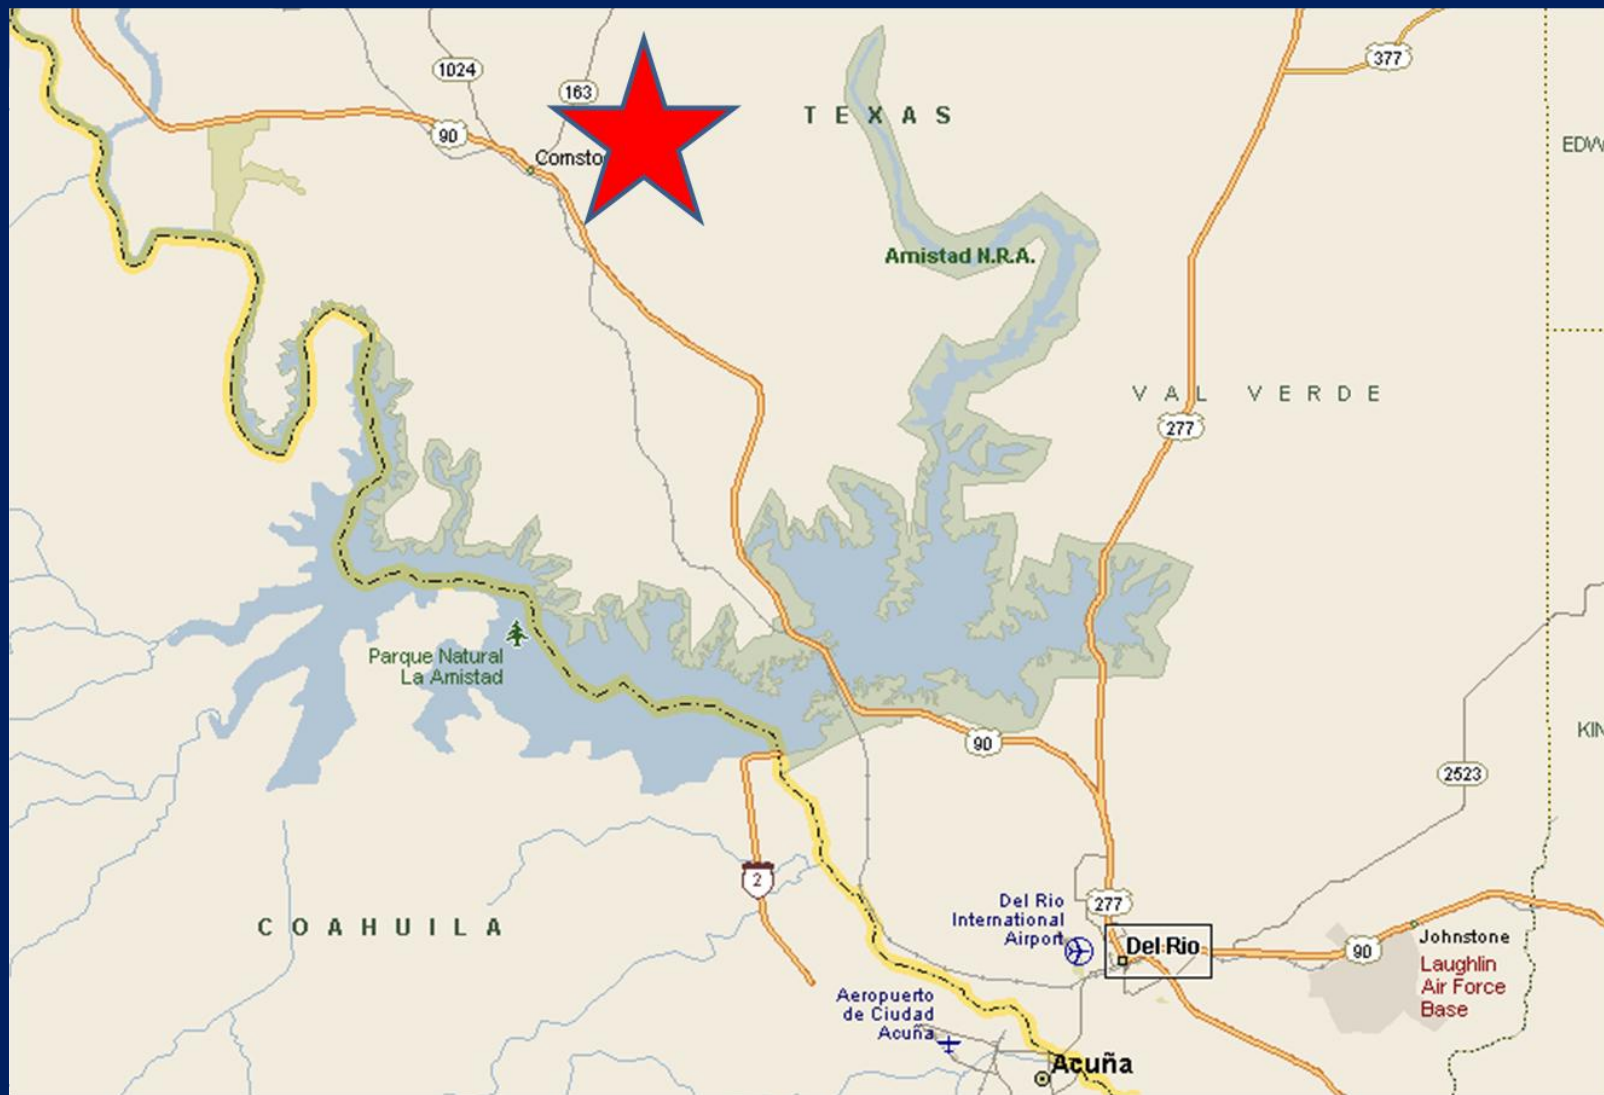 377
1024
163
TEXAS
90
EDW
Comsto
Amistad N.R.A.
VAL VERDE
277
Parque Natural
La Amistad
KIN
90
2523
2
Del Rio
International
Airport
277
COAHUILA
Del Rio
Johnstone
90
Laughlin
Air Force
Base
Aeropuerto
de Ciudad
Acuña
Acuña